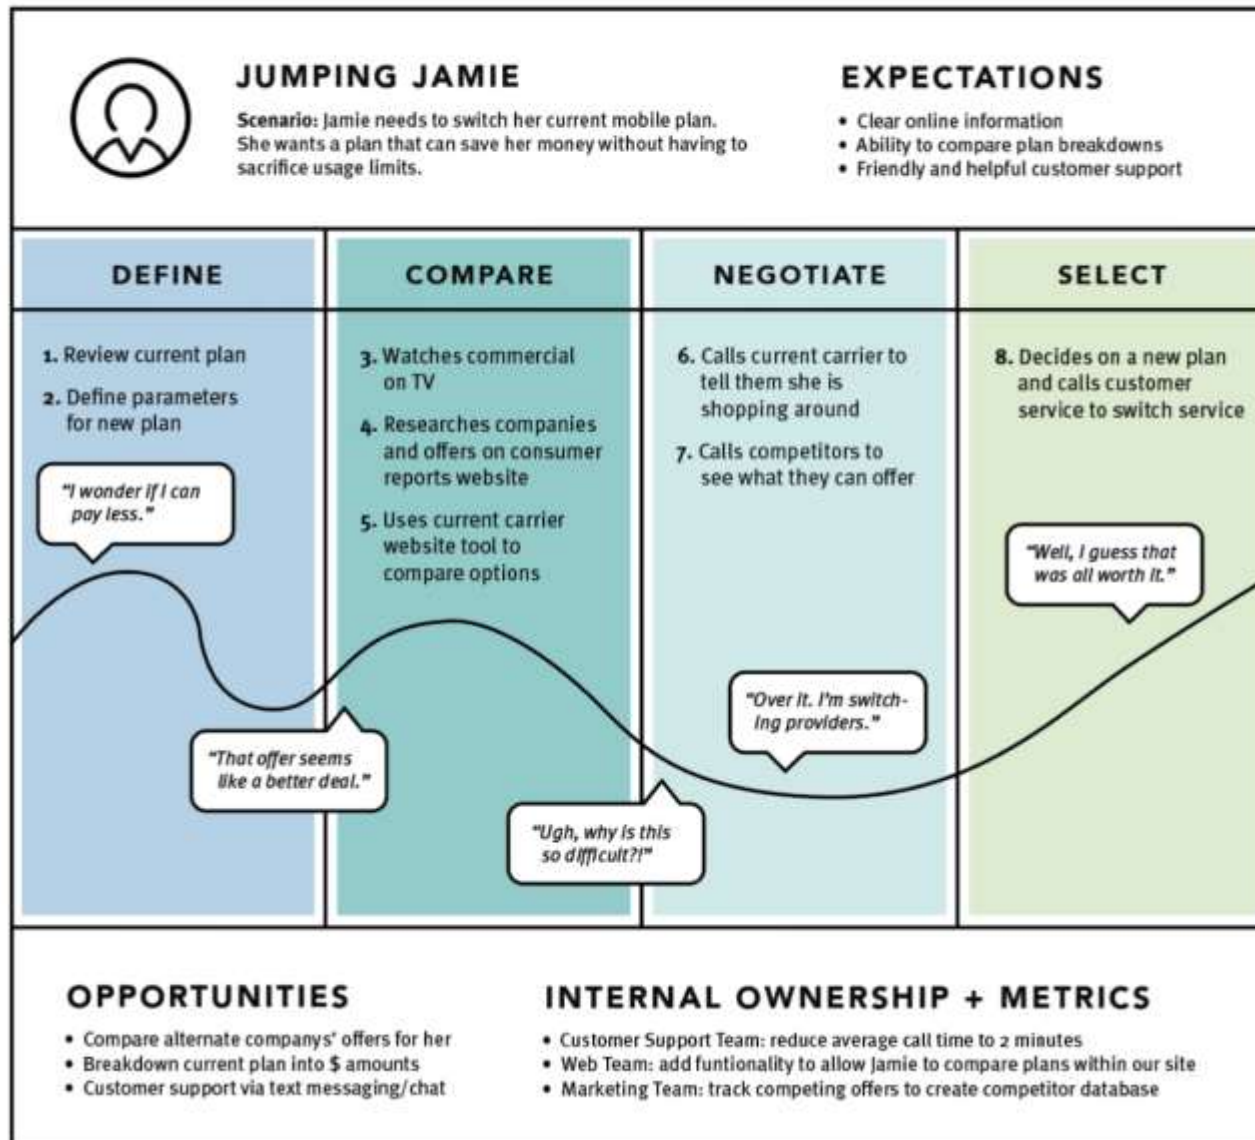 JUMPING JAMIE
Scenario: Jamie needs to switch her current mobile plan.
She wants a plan that can save her money without having to
sacrifice usage limits.
EXPECTATIONS
• Clear online information
• Ability to compare plan breakdowns
• Friendly and helpful customer support
DEFINE
1. Review current plan
2. Define parameters
for new plan
"I wonder if I can
pay less."
COMPARE
3. Watches commercial
on TV
4. Researches companies
and offers on consumer
reports website
5. Uses current carrier
website tool to
compare options
"That offer seems
like a better deal."
NEGOTIATE
6. Calls current carrier to
tell them she is
shopping around
7. Calls competitors to
see what they can offer
"Ugh, why is this
so difficult?!"
"Over it. I'm switch-
ing providers."
SELECT
8. Decides on a new plan
and calls customer
service to switch service
"Well, I guess that
was all worth it."
OPPORTUNITIES
• Compare alternate companys' offers for her
• Breakdown current plan into $ amounts
• Customer support via text messaging/chat
INTERNAL OWNERSHIP + METRICS
• Customer Support Team: reduce average call time to 2 minutes
• Web Team: add funtionality to allow Jamie to compare plans within our site
• Marketing Team: track competing offers to create competitor database